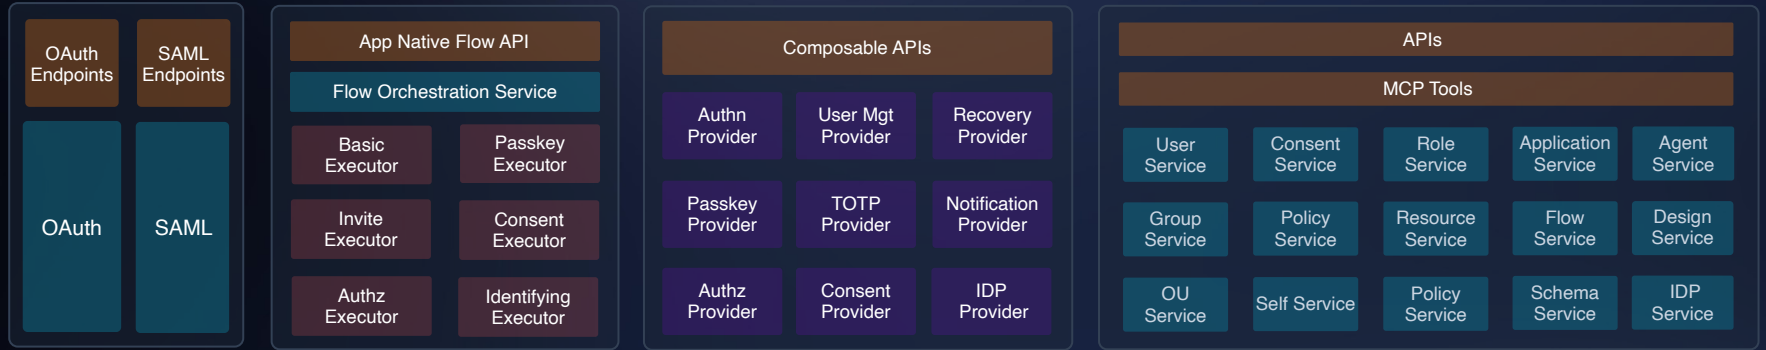 OAuth
Endpoints
SAML
Endpoints
OAuth
SAML
App Native Flow API
Flow Orchestration Service
Basic
Executor
Passkey
Executor
Invite
Executor
Consent
Executor
Authz
Executor
Identifying
Executor
Composable APIs
Authn
Provider
User Mgt
Provider
Recovery
Provider
Passkey
Provider
TOTP
Provider
Notification
Provider
Authz
Provider
Consent
Provider
IDP
Provider
APIs
MCP Tools
User
Service
Consent
Service
Role
Service
Application
Service
Agent
Service
Group
Service
Policy
Service
Resource
Service
Flow
Service
Design
Service
OU
Service
Self Service
Policy
Service
Schema
Service
IDP
Service